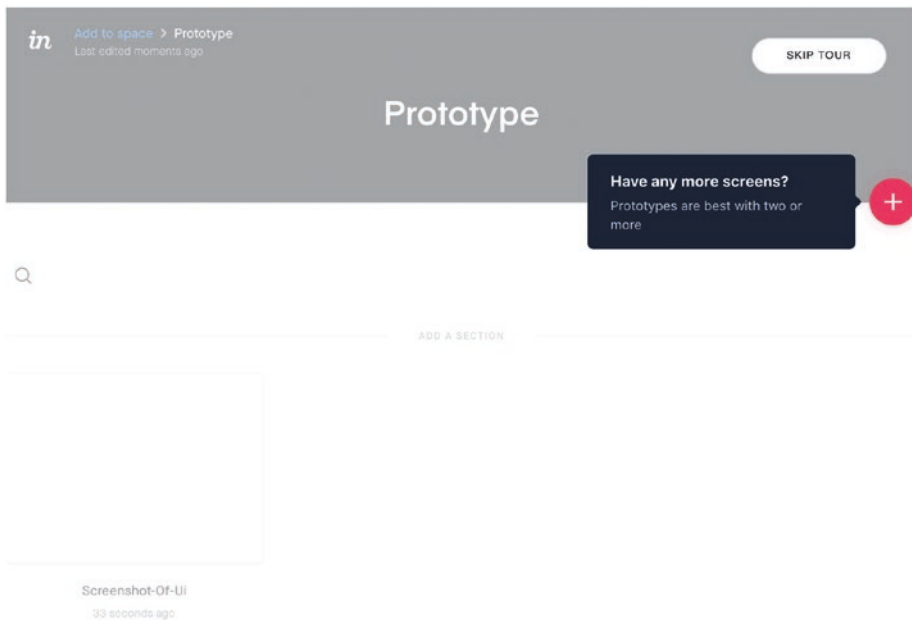 in
Add to space > Prototype
Last edited moments ago
SKIP TOUR
Prototype
Have any more screens?
Prototypes are best with two or
more
ADD A SECTION
Screenshot-Of-Ui
33 seconds ago